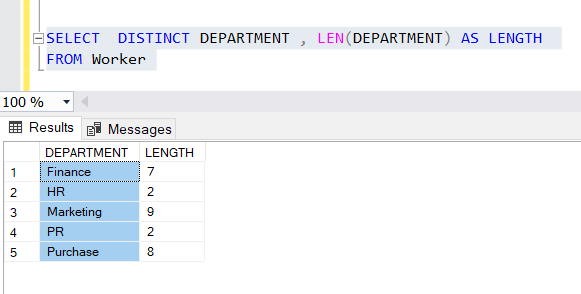 SELECT  DISTINCT DEPARTMENT , LEN(DEPARTMENT) AS LENGTH
FROM Worker
100 %
Results Messages
DEPARTMENT LENGTH
1 Finance 7
2 HR 2
3 Marketing 9
4 PR 2
5 Purchase 8